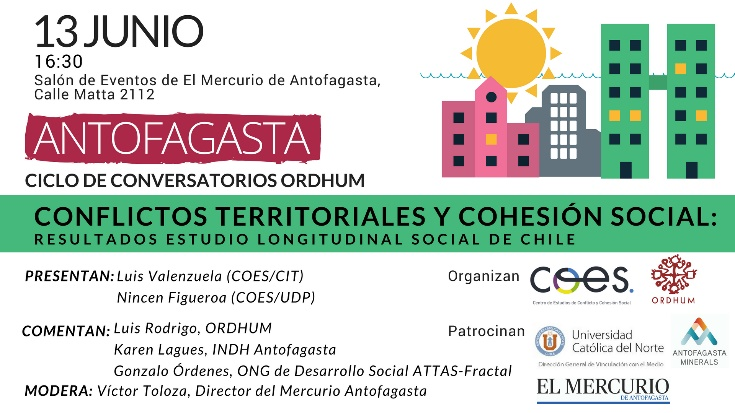 13 JUNIO
16:30
Salón de Eventos de El Mercurio de Antofagasta,
Calle Matta 2112
ANTOFAGASTA
CICLO DE CONVERSATORIOS ORDHUM
CONFLICTOS TERRITORIALES Y COHESIÓN SOCIAL:
RESULTADOS ESTUDIO LONGITUDINAL SOCIAL DE CHILE
PRESENTAN: Luis Valenzuela (COES/CIT)
Nincen Figueroa (COES/UDP)
COMENTAN: Luis Rodrigo, ORDHUM
Karen Lagues, INDH Antofagasta
Gonzalo Órdenes, ONG de Desarrollo Social ATTAS-Fractal
MODERA: Víctor Toloza, Director del Mercurio Antofagasta
Organizan
coes.
Centro de Estudios de Conflicto y Cohesión Social
ORDHUM
Patrocinan
Universidad
Católica del Norte
Dirección General de Vinculación con el Medio
ANTOFAGASTA
MINERALS
EL MERCURIO
DE ANTOFAGASTA